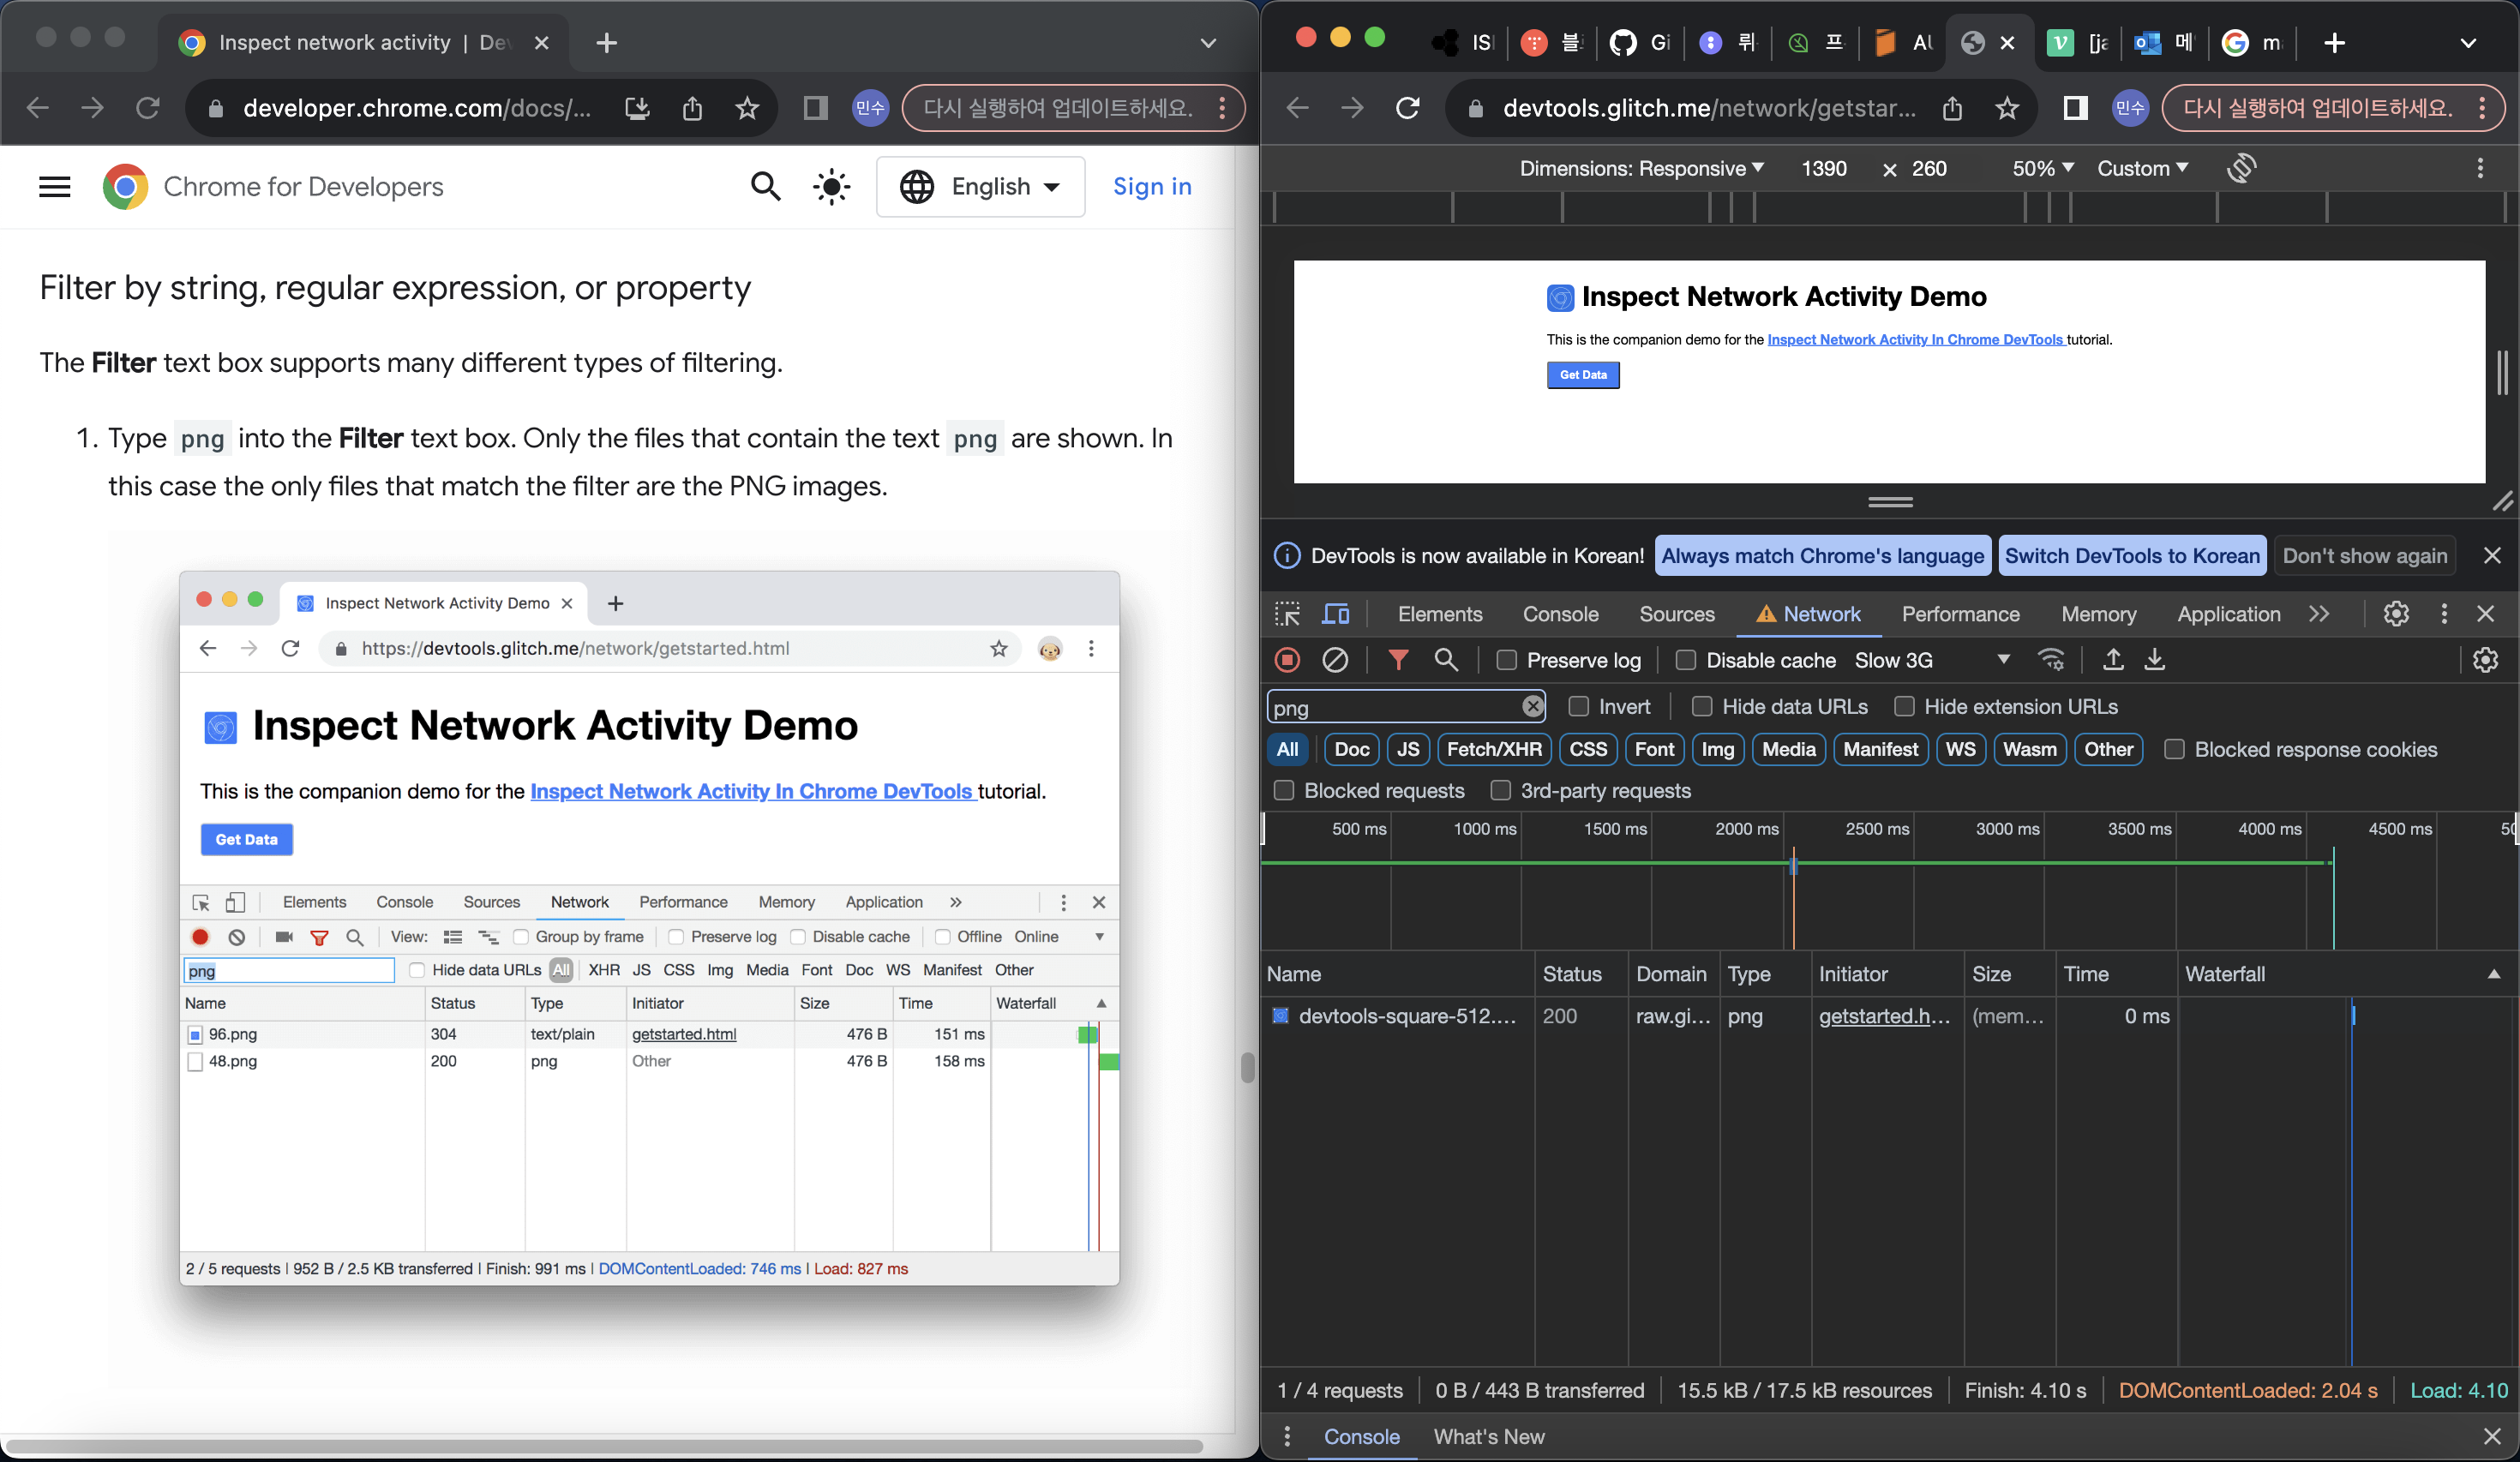 Inspect network activity | Dev
developer.chrome.com/docs/...
민수
다시 실행하여 업데이트하세요.
Chrome for Developers
English
Sign in
Filter by string, regular expression, or property
The Filter text box supports many different types of filtering.
1. Type png into the Filter text box. Only the files that contain the text png are shown. In
this case the only files that match the filter are the PNG images.
Inspect Network Activity Demo
https://devtools.glitch.me/network/getstarted.html
Inspect Network Activity Demo
This is the companion demo for the Inspect Network Activity In Chrome DevTools tutorial.
Get Data
Elements Console Sources Network Performance Memory Application »
View: Group by frame Preserve log Disable cache Offline Online
png Hide data URLs All XHR JS CSS Img Media Font Doc WS Manifest Other
Name Status Type Initiator Size Time Waterfall
96.png 304 text/plain getstarted.html 476 B 151 ms
48.png 200 png Other 476 B 158 ms
2 / 5 requests | 952 B / 2.5 KB transferred | Finish: 991 ms | DOMContentLoaded: 746 ms | Load: 827 ms
IS 블 Gi 뤼 프 AU [ja 메 m
devtools.glitch.me/network/getstar...
민수
다시 실행하여 업데이트하세요.
Dimensions: Responsive 1390 × 260 50% Custom
Inspect Network Activity Demo
This is the companion demo for the Inspect Network Activity In Chrome DevTools tutorial.
Get Data
DevTools is now available in Korean! Always match Chrome's language Switch DevTools to Korean Don't show again
Elements Console Sources Network Performance Memory Application »
Preserve log Disable cache Slow 3G
png Invert Hide data URLs Hide extension URLs
All Doc JS Fetch/XHR CSS Font Img Media Manifest WS Wasm Other Blocked response cookies
Blocked requests 3rd-party requests
500 ms 1000 ms 1500 ms 2000 ms 2500 ms 3000 ms 3500 ms 4000 ms 4500 ms 50
Name Status Domain Type Initiator Size Time Waterfall
devtools-square-512.... 200 raw.gi... png getstarted.h... (mem... 0 ms
1 / 4 requests 0 B / 443 B transferred 15.5 kB / 17.5 kB resources Finish: 4.10 s DOMContentLoaded: 2.04 s Load: 4.10
Console What's New